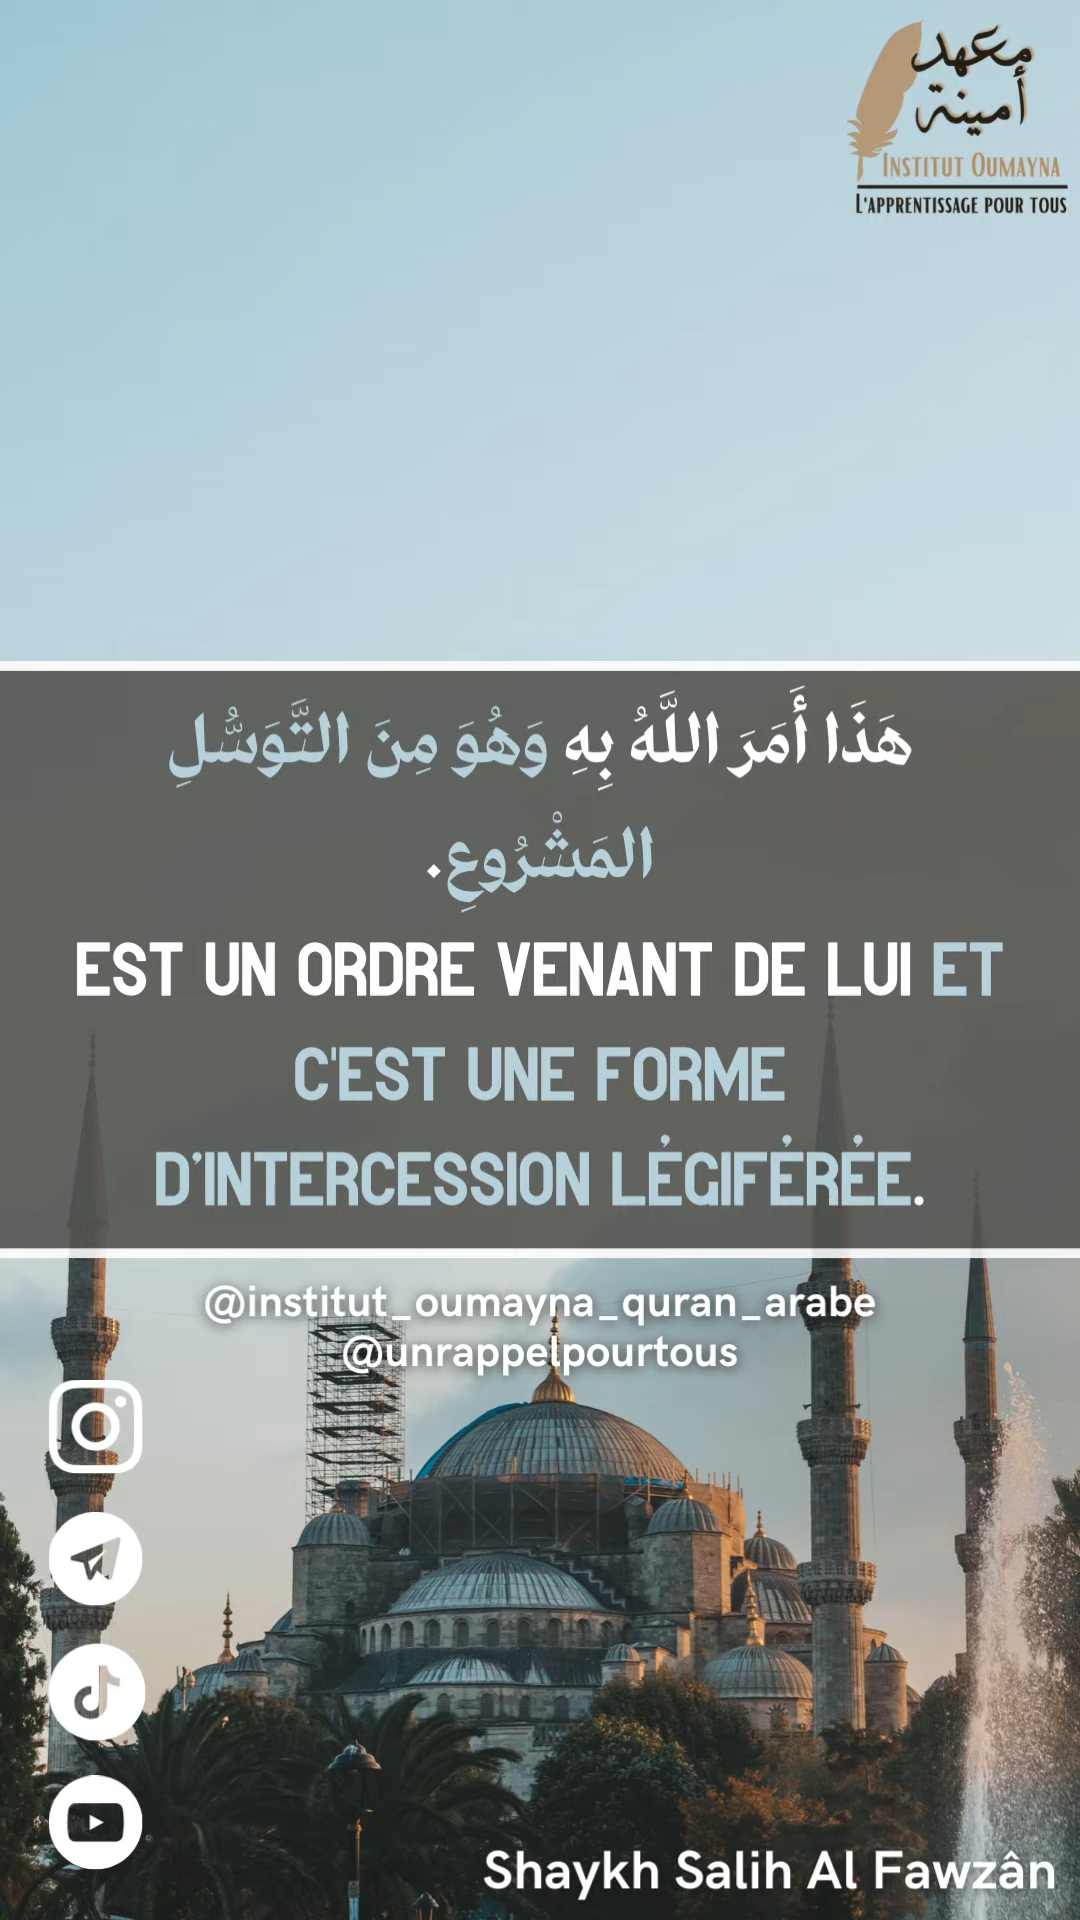 معهد
أمينة
INSTITUT OUMAYNA
L'APPRENTISSAGE POUR TOUS
هَذَا أَمَرَ اللَّهُ بِهِ وَهُوَ مِنَ التَّوَسُّلِ
المَشْرُوعِ.
EST UN ORDRE VENANT DE LUI ET
C'EST UNE FORME
D'INTERCESSION LÉGIFÉRÉE.
@institut_oumayna_quran_arabe
@unrappelpourtous
Shaykh Salih Al Fawzân